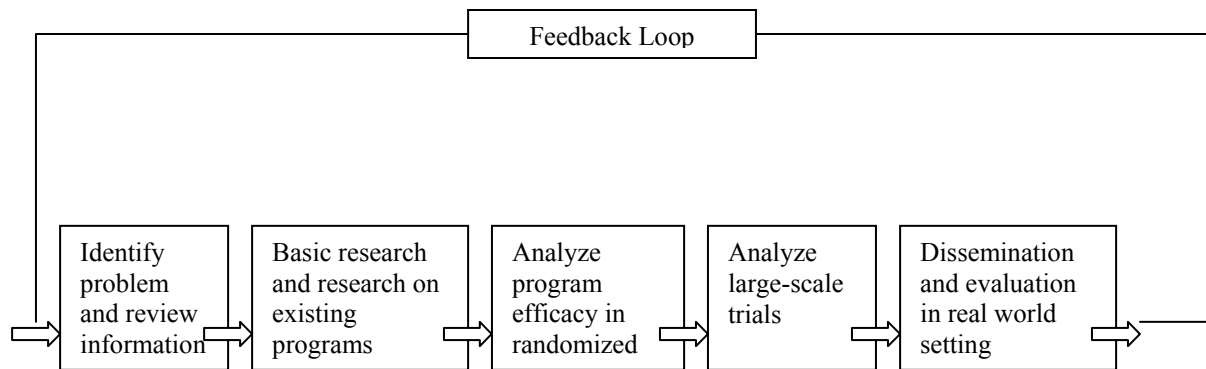 Feedback Loop
Identify
problem
and review
information
Basic research
and research on
existing
programs
Analyze
program
efficacy in
randomized
Analyze
large-scale
trials
Dissemination
and evaluation
in real world
setting